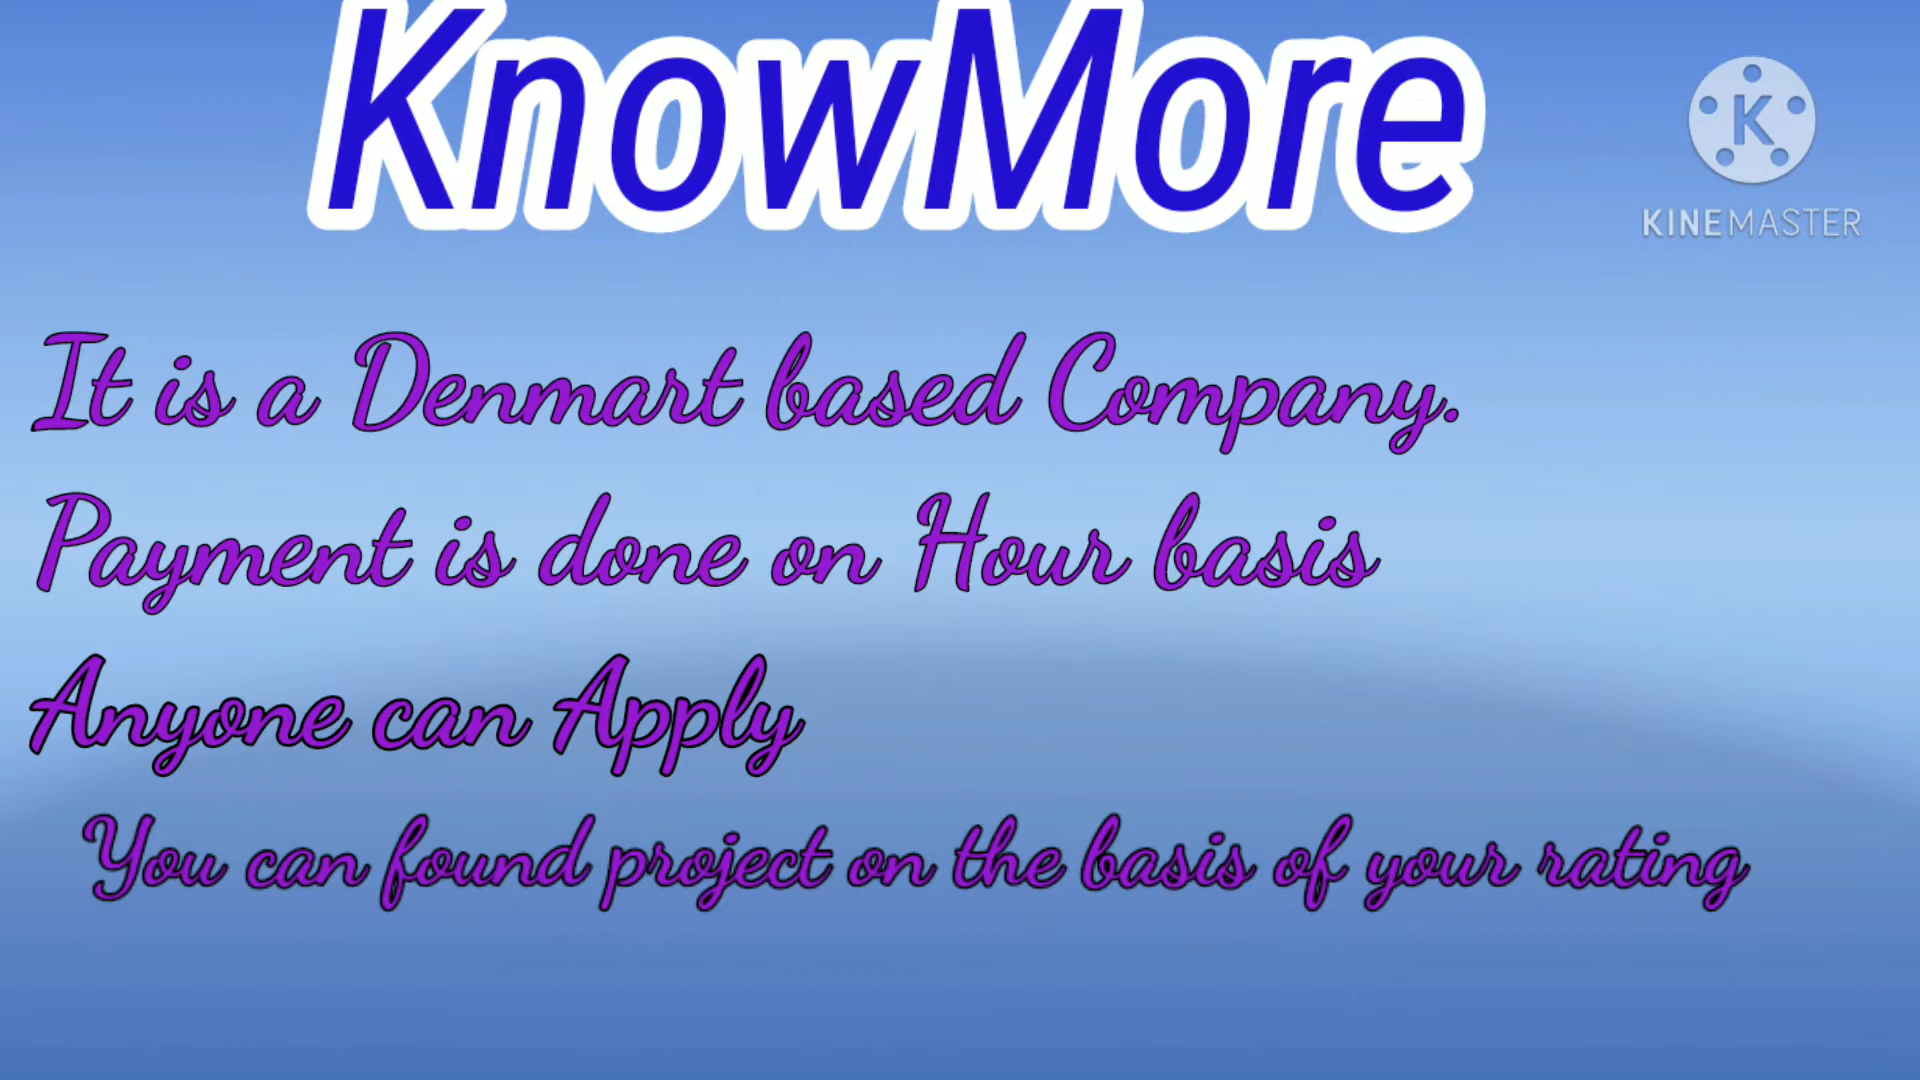 KnowMore
K
KINEMASTER
It is a Denmart based Company.
Payment is done on Hour basis
Anyone can Apply
You can found project on the basis of your rating